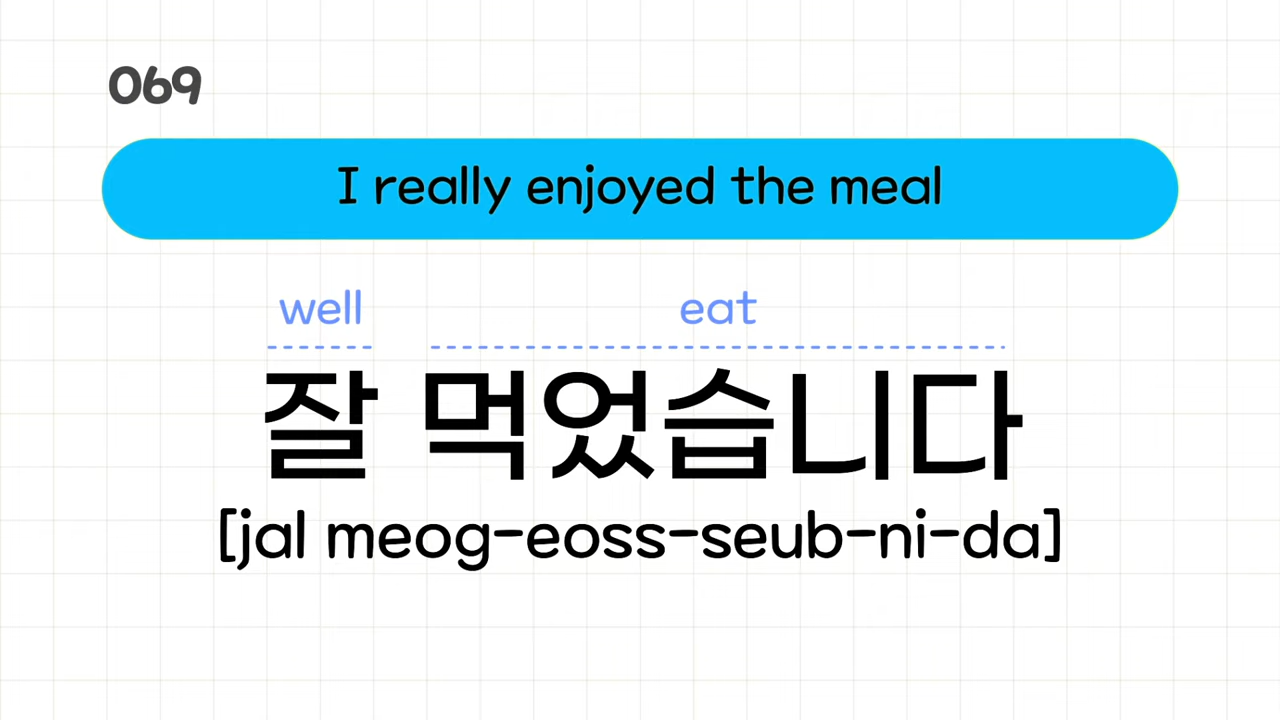 069
I really enjoyed the meal
well eat
잘 먹었습니다
[jal meog-eoss-seub-ni-da]